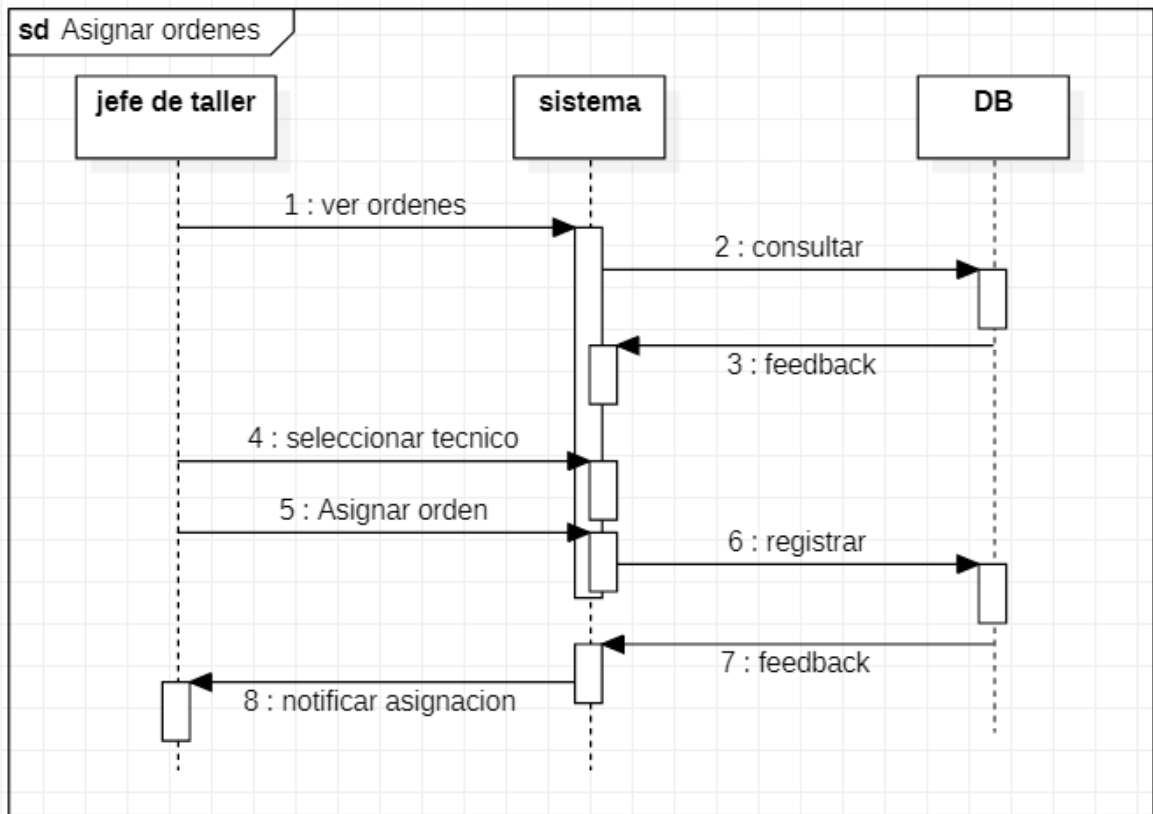 sd Asignar ordenes
jefe de taller
sistema
DB
1 : ver ordenes
2 : consultar
3 : feedback
4 : seleccionar tecnico
5 : Asignar orden
6 : registrar
7 : feedback
8 : notificar asignacion